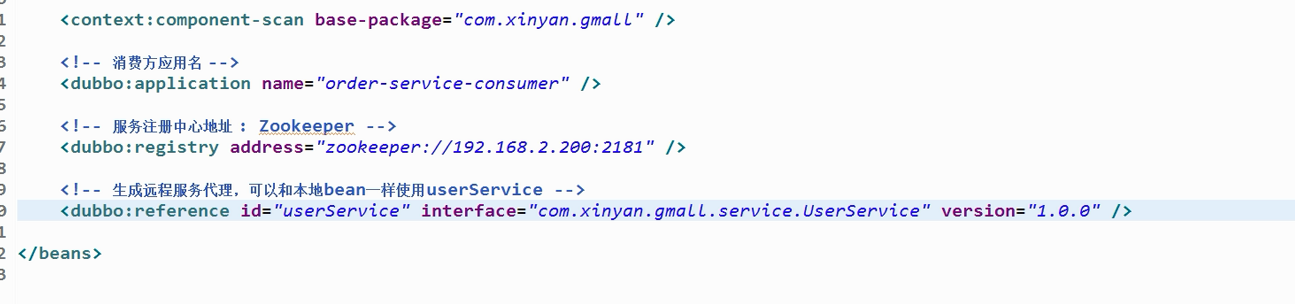 1 <context:component-scan base-package="com.xinyan.gmall" />
2
3 <!-- 消费方应用名 -->
4 <dubbo:application name="order-service-consumer" />
5
6 <!-- 服务注册中心地址 : Zookeeper -->
7 <dubbo:registry address="zookeeper://192.168.2.200:2181" />
8
9 <!-- 生成远程服务代理，可以和本地bean一样使用userService -->
0 <dubbo:reference id="userService" interface="com.xinyan.gmall.service.UserService" version="1.0.0" />
1
2 </beans>
3